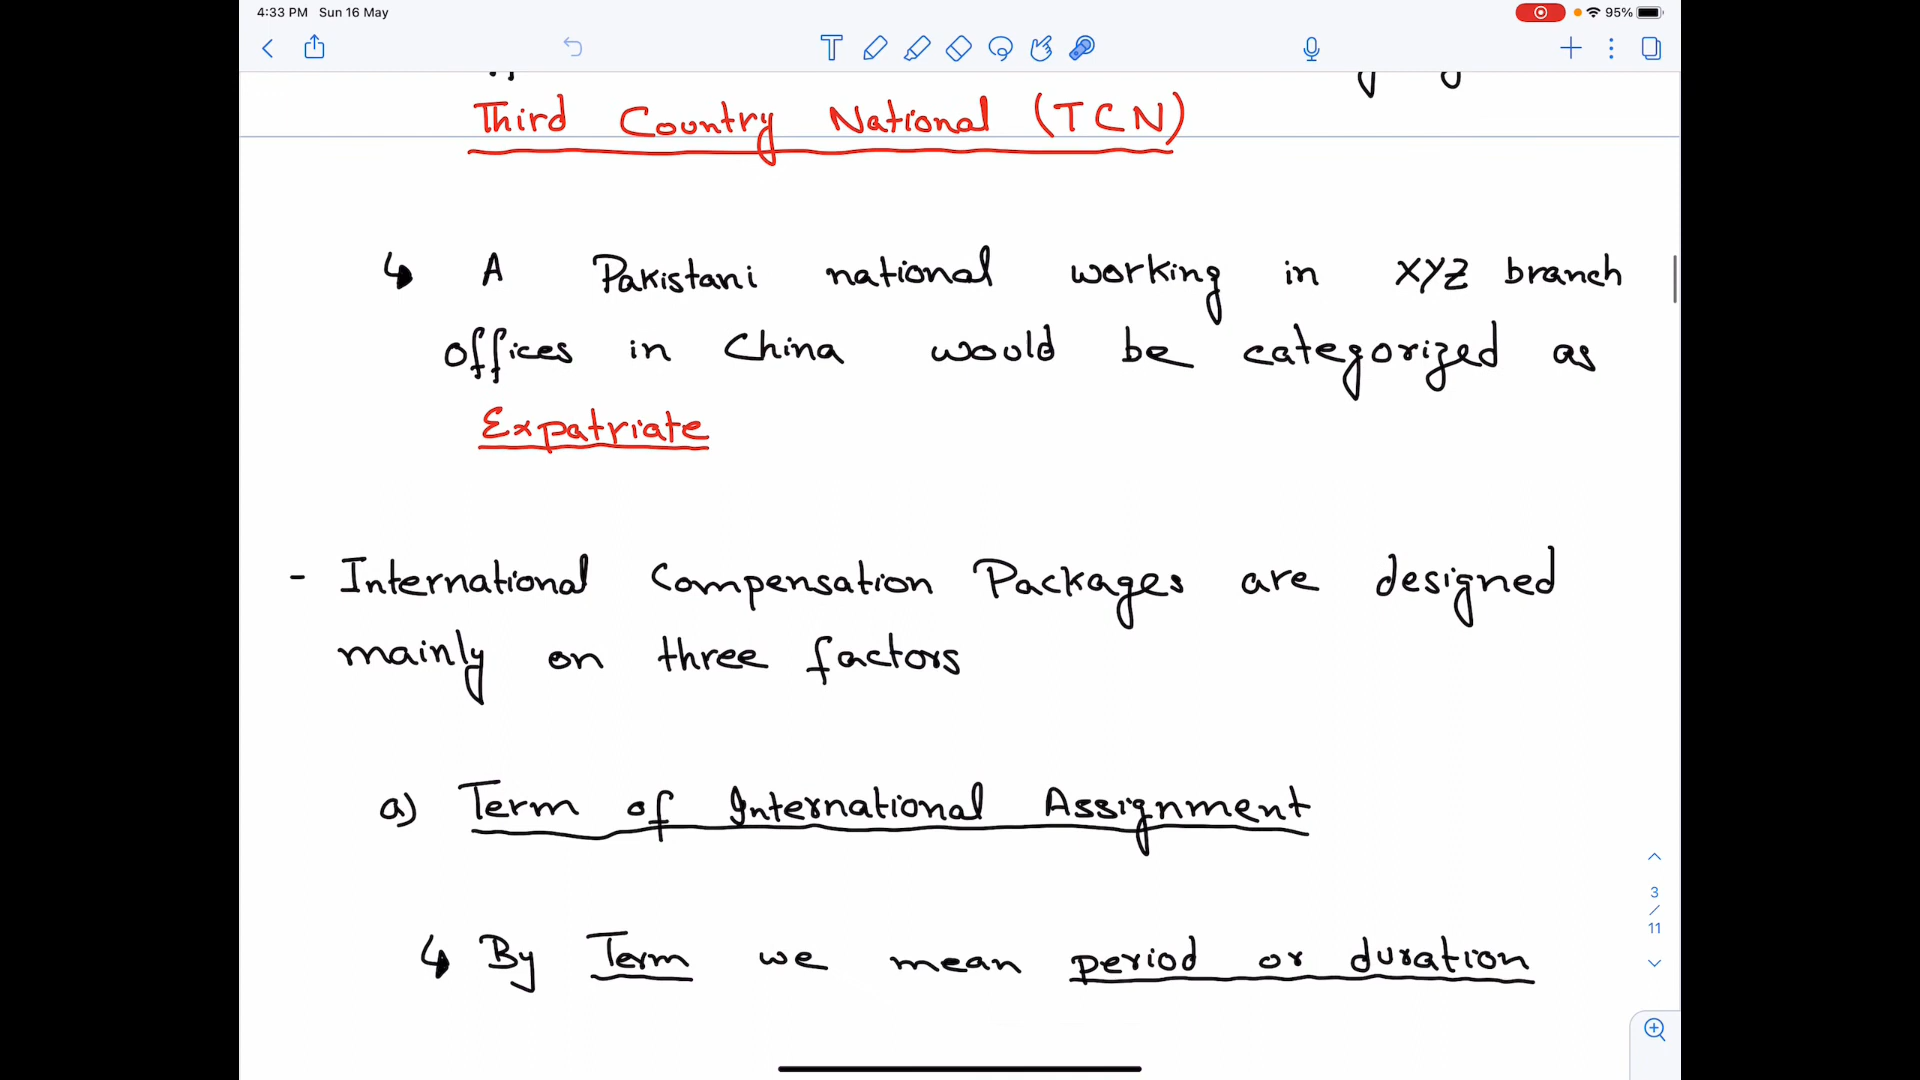 4:33 PM Sun 16 May
95%
Third Country National (TCN)
↳ A Pakistani national working in XYZ branch
offices in China would be categorized as
Expatriate
- International Compensation Packages are designed
mainly on three factors
a) Term of International Assignment
↳ By Term we mean period or duration
3
/
11